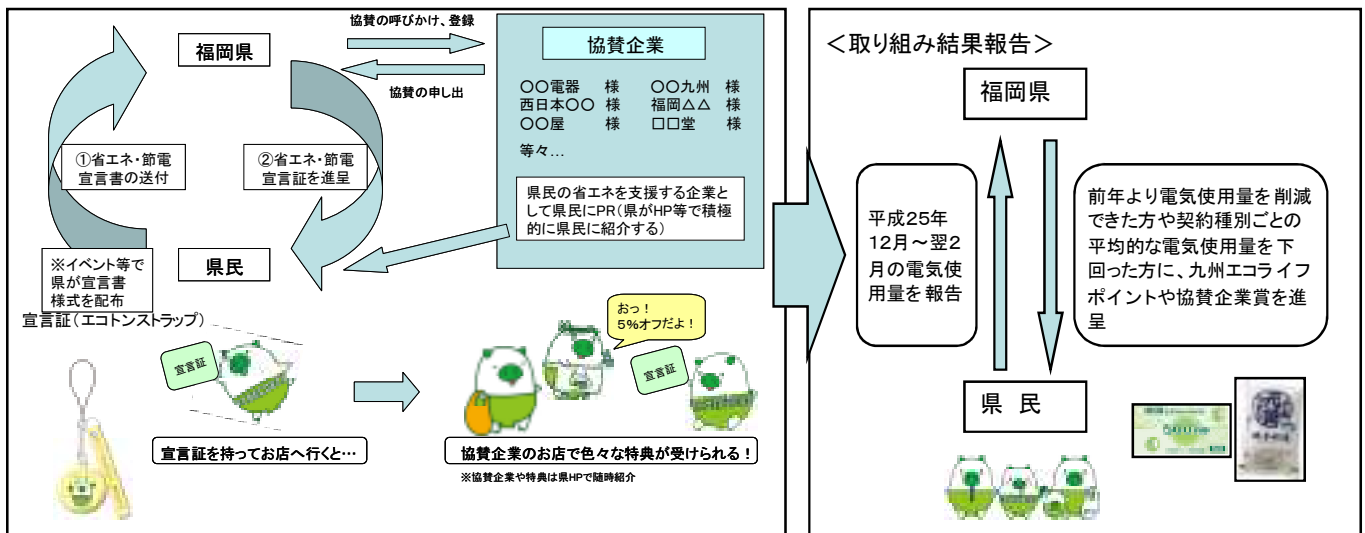 協賛の呼びかけ、登録
福岡県
協賛の申し出
協賛企業
〇〇電器 様 〇〇九州 様
西日本〇〇 様 福岡△△ 様
〇〇屋 様 □□堂 様
等々…
①省エネ・節電
宣言書の送付
②省エネ・節電
宣言証を進呈
県民の省エネを支援する企業と
して県民にPR(県がHP等で積極
的に県民に紹介する)
県民
※イベント等で
県が宣言書
様式を配布
宣言証(エコトンストラップ)
宣言証
おっ!
5%オフだよ!
宣言証
宣言証を持ってお店へ行くと…
協賛企業のお店で色々な特典が受けられる!
※協賛企業や特典は県HPで随時紹介
<取り組み結果報告>
福岡県
平成25年
12月~翌2
月の電気使
用量を報告
前年より電気使用量を削減
できた方や契約種別ごとの
平均的な電気使用量を下
回った方に、九州エコライフ
ポイントや協賛企業賞を進
呈
県 民
500